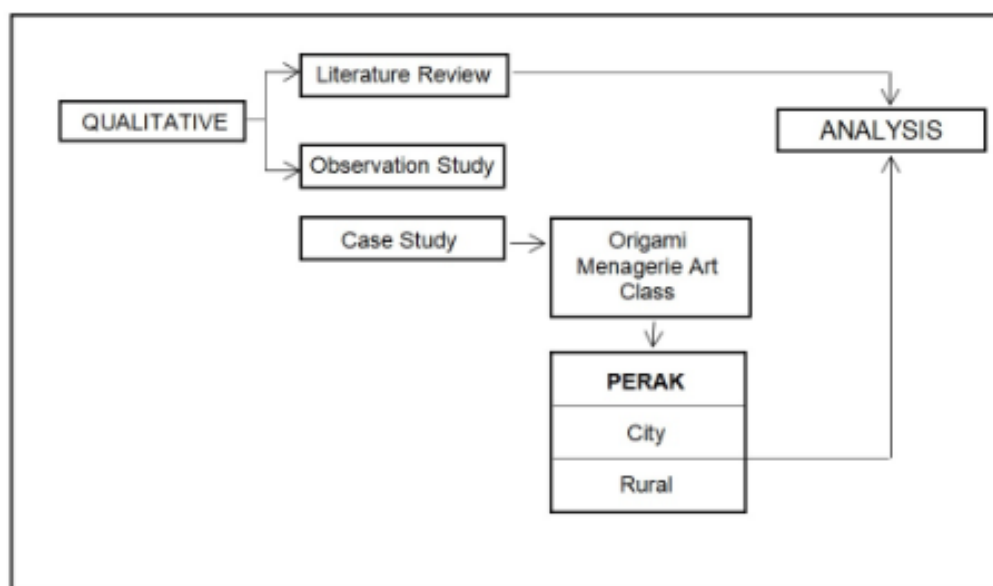 QUALITATIVE
Literature Review
Observation Study
Case Study
Origami
Menagerie Art
Class
PERAK
City
Rural
ANALYSIS